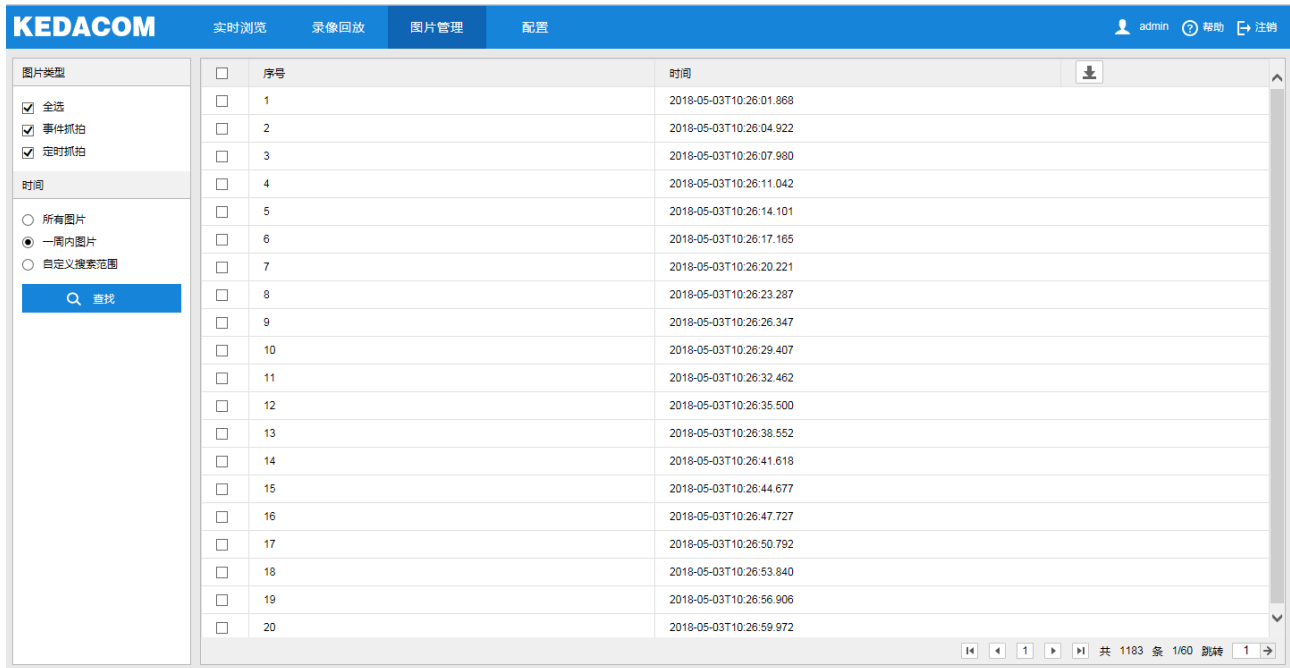 KEDACOM 实时浏览 录像回放 图片管理 配置 admin 帮助 注销
图片类型
全选
事件抓拍
定时抓拍
时间
所有图片
一周内图片
自定义搜索范围
查找
序号 时间
1 2018-05-03T10:26:01.868
2 2018-05-03T10:26:04.922
3 2018-05-03T10:26:07.980
4 2018-05-03T10:26:11.042
5 2018-05-03T10:26:14.101
6 2018-05-03T10:26:17.165
7 2018-05-03T10:26:20.221
8 2018-05-03T10:26:23.287
9 2018-05-03T10:26:26.347
10 2018-05-03T10:26:29.407
11 2018-05-03T10:26:32.462
12 2018-05-03T10:26:35.500
13 2018-05-03T10:26:38.552
14 2018-05-03T10:26:41.618
15 2018-05-03T10:26:44.677
16 2018-05-03T10:26:47.727
17 2018-05-03T10:26:50.792
18 2018-05-03T10:26:53.840
19 2018-05-03T10:26:56.906
20 2018-05-03T10:26:59.972
1 共 1183 条 1/60 跳转 1